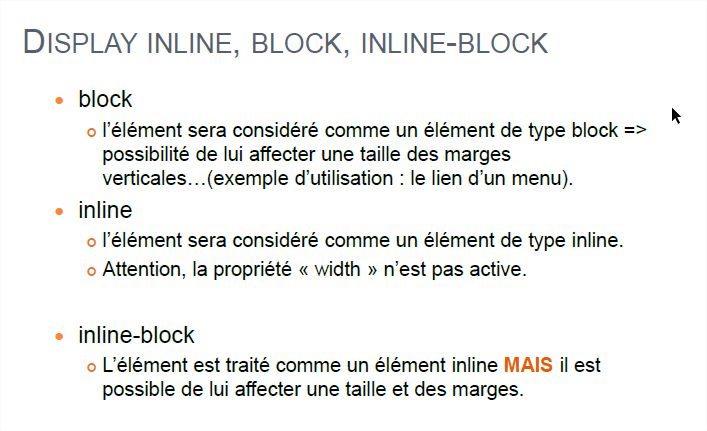 DISPLAY INLINE, BLOCK, INLINE-BLOCK
• block
o l'élément sera considéré comme un élément de type block =>
possibilité de lui affecter une taille des marges
verticales…(exemple d'utilisation : le lien d'un menu).
• inline
o l'élément sera considéré comme un élément de type inline.
o Attention, la propriété « width » n'est pas active.
• inline-block
o L'élément est traité comme un élément inline MAIS il est
possible de lui affecter une taille et des marges.